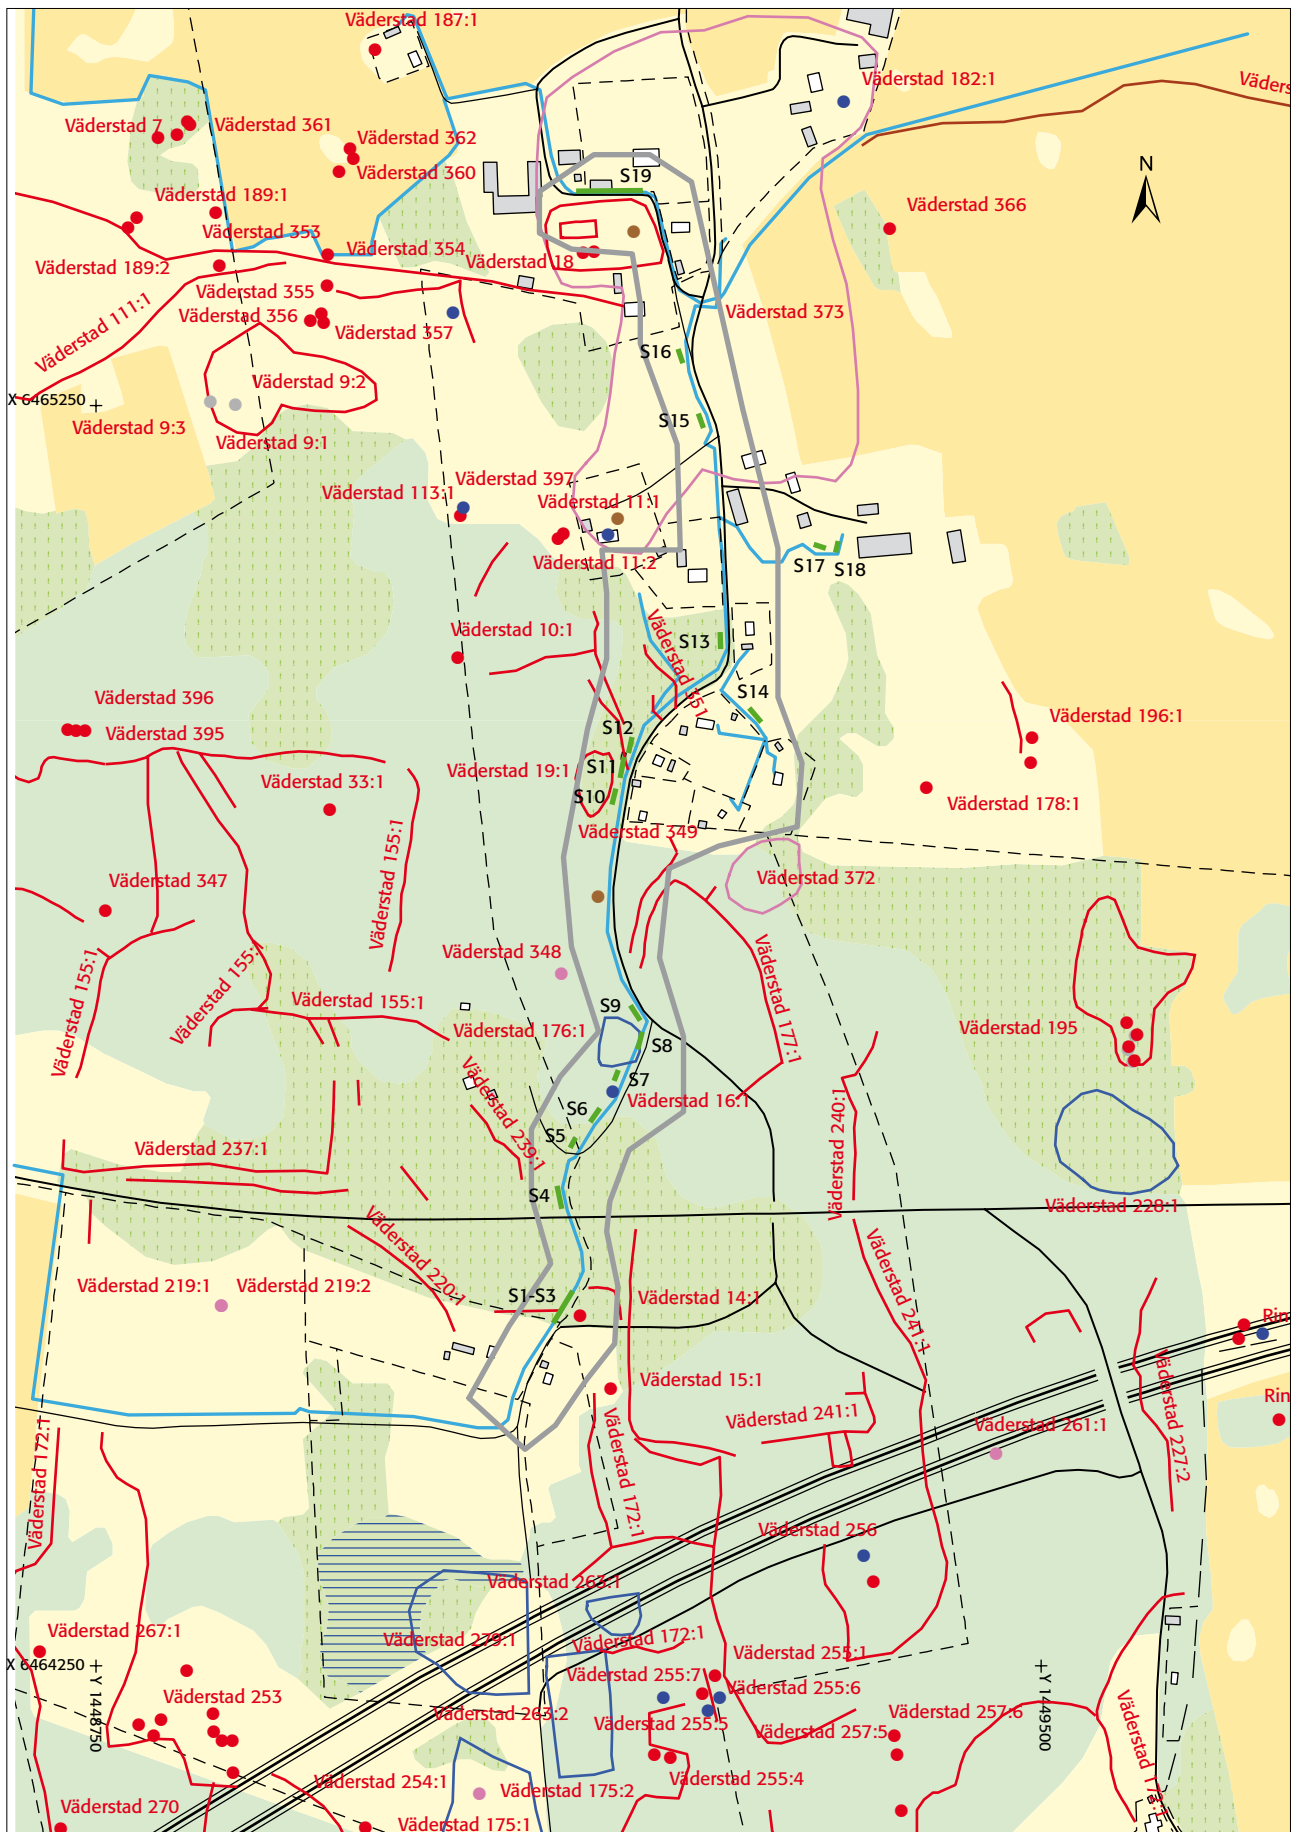 Väderstad 187:1
Väderstad 182:1
Väders
Väderstad 7
Väderstad 361
Väderstad 362
Väderstad 360
N
S19
Väderstad 189:1
Väderstad 366
Väderstad 353
Väderstad 354
Väderstad 18
Väderstad 189:2
Väderstad 355
Väderstad 111:1
Väderstad 356
Väderstad 357
Väderstad 373
S16
Väderstad 9:2
X 6465250
Väderstad 9:3
Väderstad 9:1
S15
Väderstad 397
Väderstad 113:1
Väderstad 11:1
Väderstad 11:2
S17
S18
Väderstad 10:1
Väderstad 351
S13
S14
Väderstad 396
Väderstad 395
Väderstad 196:1
S12
Väderstad 19:1
S11
S10
Väderstad 33:1
Väderstad 178:1
Väderstad 349
Väderstad 155:1
Väderstad 347
Väderstad 372
Väderstad 348
Väderstad 155:1
Väderstad 155:1
Väderstad 155:1
Väderstad 177:1
S9
Väderstad 176:1
S8
Väderstad 195
S7
Väderstad 16:1
S6
S5
Väderstad 239:1
Väderstad 240:1
Väderstad 237:1
S4
Väderstad 228:1
Väderstad 220:1
Väderstad 241:1
Väderstad 219:1
Väderstad 219:2
S1-S3
Väderstad 14:1
Rin
Väderstad 15:1
Väderstad 227:2
Rin
Väderstad 241:1
Väderstad 261:1
Väderstad 172:1
Väderstad 172:1
Väderstad 256
Väderstad 263:1
Väderstad 267:1
Väderstad 279:1
Väderstad 172:1
Väderstad 255:1
X 6464250
Y 1448750
Väderstad 255:7
Väderstad 255:6
Y 1449500
Väderstad 253
Väderstad 263:2
Väderstad 255:5
Väderstad 257:5
Väderstad 257:6
Väderstad 172:1
Väderstad 254:1
Väderstad 175:2
Väderstad 255:4
Väderstad 270
Väderstad 175:1